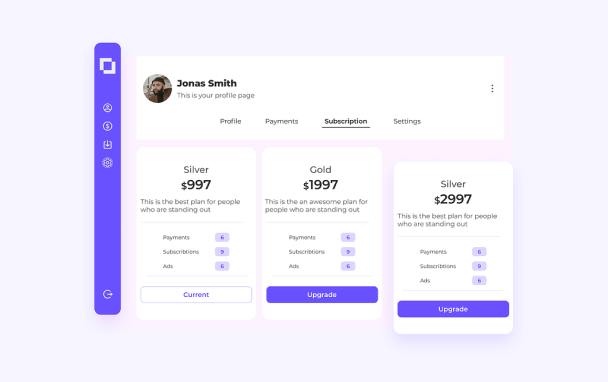 Jonas Smith
This is your profile page
Profile
Payments
Subscription
Settings
Silver
$997
This is the best plan for people
who are standing out
Payments 6
Subscribtions 9
Ads 6
Current
Gold
$1997
This is the an awesome plan for
people who are standing out
Payments 6
Subscribtions 9
Ads 6
Upgrade
Silver
$2997
This is the best plan for people
who are standing out
Payments 6
Subscribtions 9
Ads 6
Upgrade